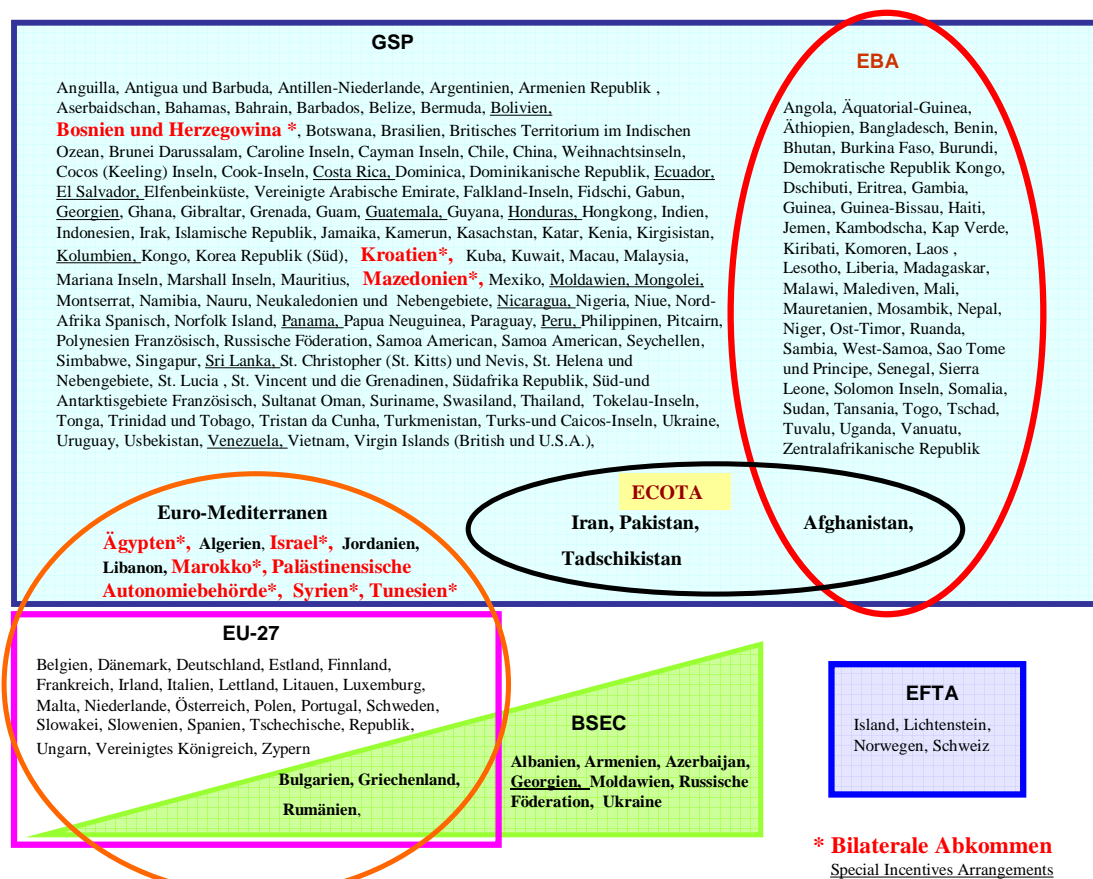 GSP
Anguilla, Antigua und Barbuda, Antillen-Niederlande, Argentinien, Armenien Republik ,
Aserbaidschan, Bahamas, Bahrain, Barbados, Belize, Bermuda, Bolivien,
Bosnien und Herzegowina *, Botswana, Brasilien, Britisches Territorium im Indischen
Ozean, Brunei Darussalam, Caroline Inseln, Cayman Inseln, Chile, China, Weihnachtsinseln,
Cocos (Keeling) Inseln, Cook-Inseln, Costa Rica, Dominica, Dominikanische Republik, Ecuador,
El Salvador, Elfenbeinküste, Vereinigte Arabische Emirate, Falkland-Inseln, Fidschi, Gabun,
Georgien, Ghana, Gibraltar, Grenada, Guam, Guatemala, Guyana, Honduras, Hongkong, Indien,
Indonesien, Irak, Islamische Republik, Jamaika, Kamerun, Kasachstan, Katar, Kenia, Kirgisistan,
Kolumbien, Kongo, Korea Republik (Süd), Kroatien*, Kuba, Kuwait, Macau, Malaysia,
Mariana Inseln, Marshall Inseln, Mauritius, Mazedonien*, Mexiko, Moldawien, Mongolei,
Montserrat, Namibia, Nauru, Neukaledonien und Nebengebiete, Nicaragua, Nigeria, Niue, Nord-
Afrika Spanisch, Norfolk Island, Panama, Papua Neuguinea, Paraguay, Peru, Philippinen, Pitcairn,
Polynesien Französisch, Russische Föderation, Samoa American, Samoa American, Seychellen,
Simbabwe, Singapur, Sri Lanka, St. Christopher (St. Kitts) und Nevis, St. Helena und
Nebengebiete, St. Lucia , St. Vincent und die Grenadinen, Südafrika Republik, Süd-und
Antarktisgebiete Französisch, Sultanat Oman, Suriname, Swasiland, Thailand, Tokelau-Inseln,
Tonga, Trinidad und Tobago, Tristan da Cunha, Turkmenistan, Turks-und Caicos-Inseln, Ukraine,
Uruguay, Usbekistan, Venezuela, Vietnam, Virgin Islands (British und U.S.A.),
EBA
Angola, Äquatorial-Guinea,
Äthiopien, Bangladesch, Benin,
Bhutan, Burkina Faso, Burundi,
Demokratische Republik Kongo,
Dschibuti, Eritrea, Gambia,
Guinea, Guinea-Bissau, Haiti,
Jemen, Kambodscha, Kap Verde,
Kiribati, Komoren, Laos ,
Lesotho, Liberia, Madagaskar,
Malawi, Malediven, Mali,
Mauretanien, Mosambik, Nepal,
Niger, Ost-Timor, Ruanda,
Sambia, West-Samoa, Sao Tome
und Principe, Senegal, Sierra
Leone, Solomon Inseln, Somalia,
Sudan, Tansania, Togo, Tschad,
Tuvalu, Uganda, Vanuatu,
Zentralafrikanische Republik
ECOTA
Iran, Pakistan,
Tadschikistan
Afghanistan,
Euro-Mediterranen
Ägypten*, Algerien, Israel*, Jordanien,
Libanon, Marokko*, Palästinensische
Autonomiebehörde*, Syrien*, Tunesien*
EU-27
Belgien, Dänemark, Deutschland, Estland, Finnland,
Frankreich, Irland, Italien, Lettland, Litauen, Luxemburg,
Malta, Niederlande, Österreich, Polen, Portugal, Schweden,
Slowakei, Slowenien, Spanien, Tschechische, Republik,
Ungarn, Vereinigtes Königreich, Zypern
Bulgarien, Griechenland,
Rumänien,
BSEC
Albanien, Armenien, Azerbaijan,
Georgien, Moldawien, Russische
Föderation, Ukraine
EFTA
Island, Lichtenstein,
Norwegen, Schweiz
* Bilaterale Abkommen
Special Incentives Arrangements